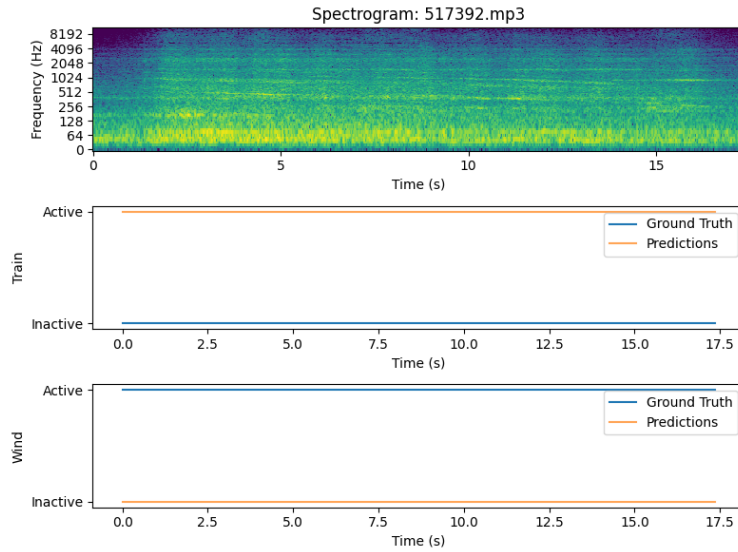 Spectrogram: 517392.mp3
Frequency (Hz)
8192
4096
2048
1024
512
256
128
64
0
0 5 10 15
Time (s)
Train
Active
Inactive
Ground Truth
Predictions
0.0 2.5 5.0 7.5 10.0 12.5 15.0 17.5
Time (s)
Wind
Active
Inactive
Ground Truth
Predictions
0.0 2.5 5.0 7.5 10.0 12.5 15.0 17.5
Time (s)